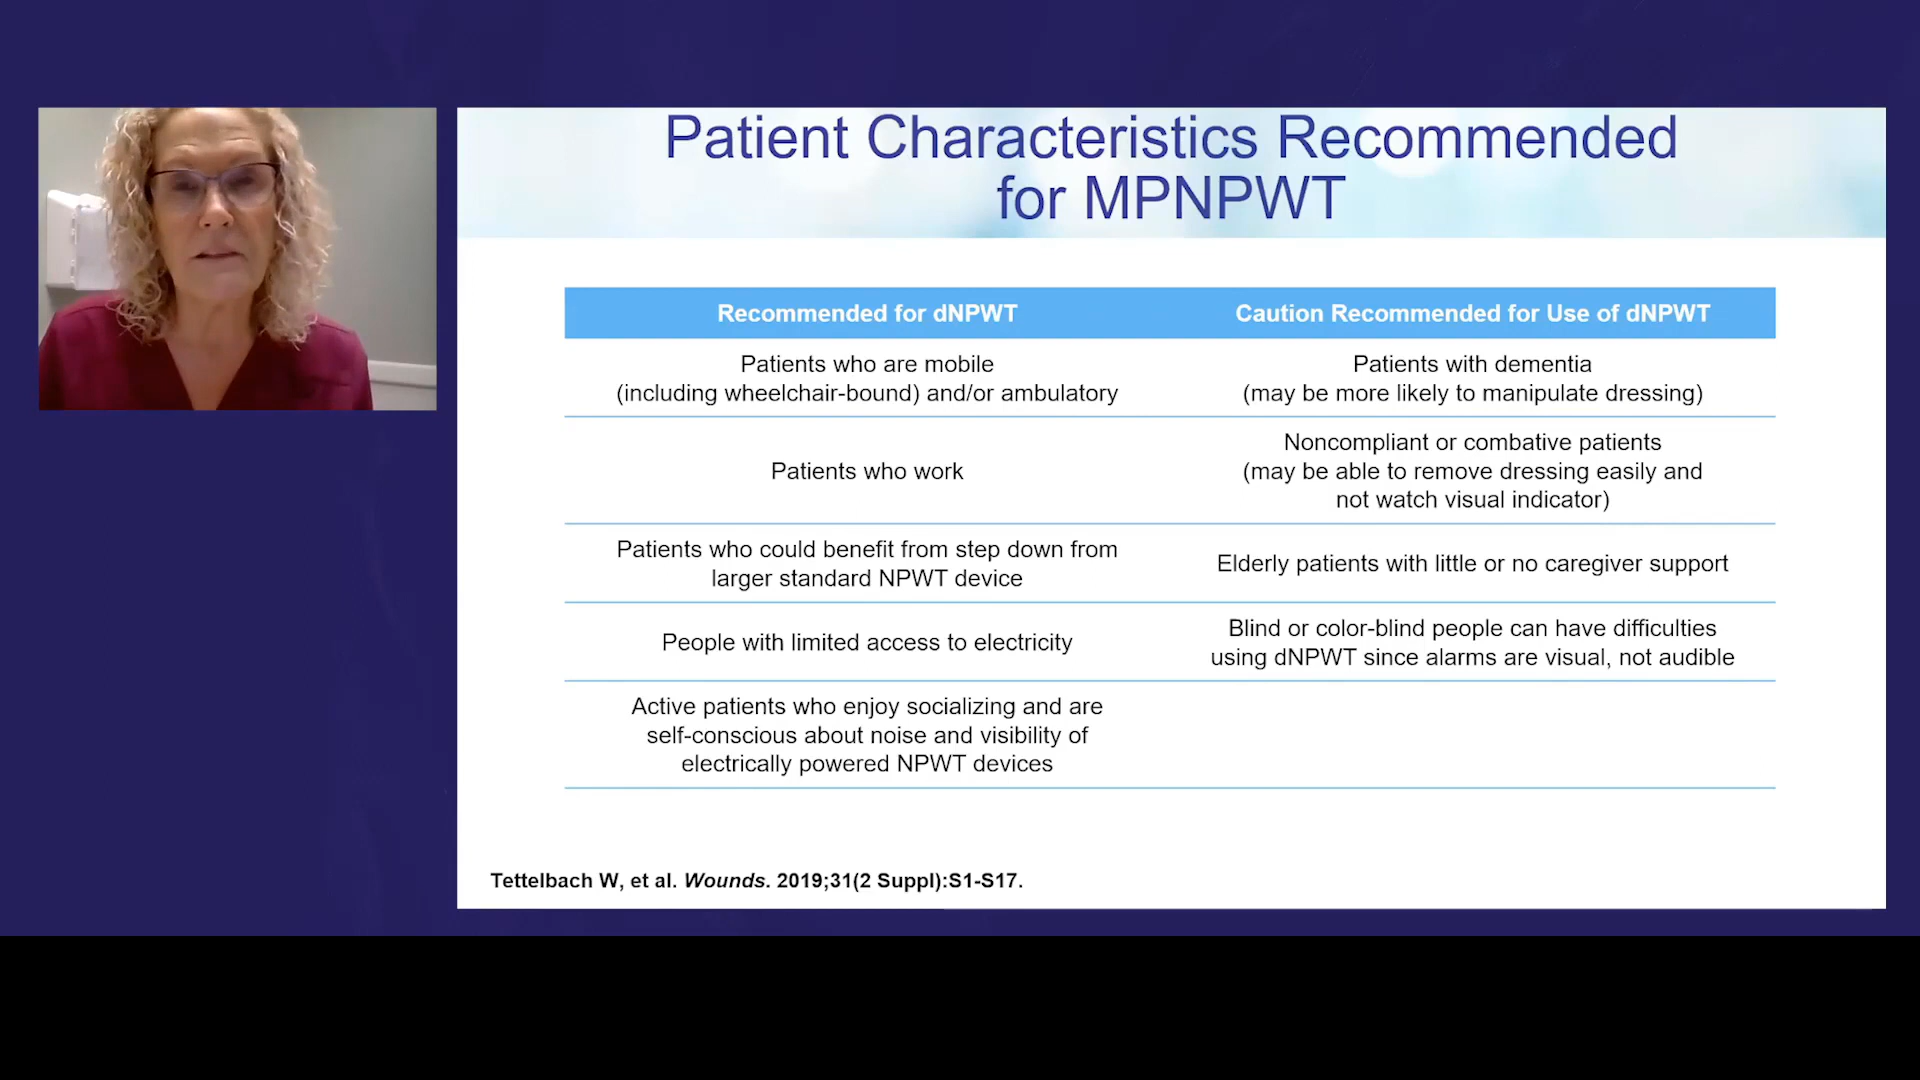 Patient Characteristics Recommended
for MPNPWT
Recommended for dNPWT
Caution Recommended for Use of dNPWT
Patients who are mobile
(including wheelchair-bound) and/or ambulatory
Patients with dementia
(may be more likely to manipulate dressing)
Patients who work
Noncompliant or combative patients
(may be able to remove dressing easily and
not watch visual indicator)
Patients who could benefit from step down from
larger standard NPWT device
Elderly patients with little or no caregiver support
People with limited access to electricity
Blind or color-blind people can have difficulties
using dNPWT since alarms are visual, not audible
Active patients who enjoy socializing and are
self-conscious about noise and visibility of
electrically powered NPWT devices
Tettelbach W, et al. Wounds. 2019;31(2 Suppl):S1-S17.